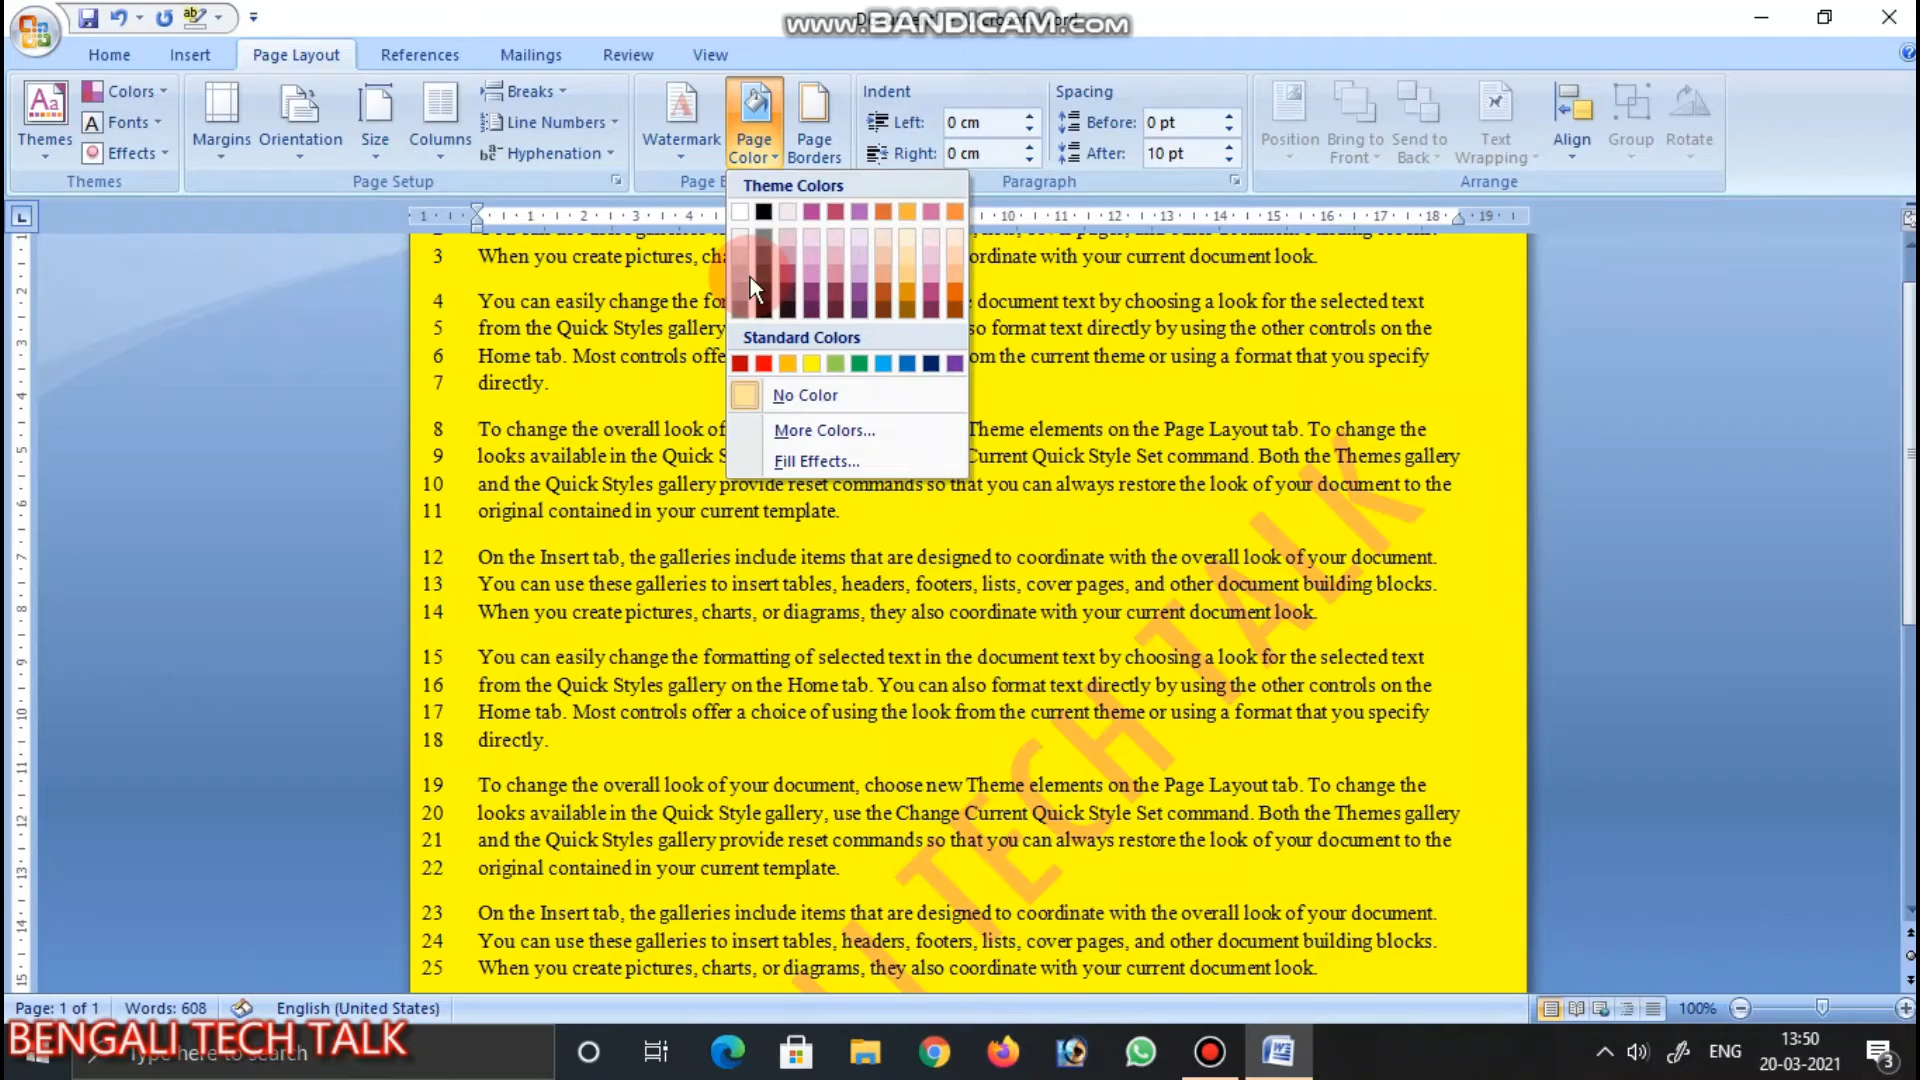 www.BANDICAM.com
Home Insert Page Layout References Mailings Review View
Themes
Colors
Fonts
Effects
Themes
Margins
Orientation
Size
Columns
Breaks
Line Numbers
Hyphenation
Page Setup
Watermark
Page Color
Page Borders
Page B
Indent
Left: 0 cm
Right: 0 cm
Spacing
Before: 0 pt
After: 10 pt
Paragraph
Position
Bring to Front
Send to Back
Text Wrapping
Align
Group
Rotate
Arrange
Theme Colors
Standard Colors
No Color
More Colors...
Fill Effects...
3 When you create pictures, cha ordinate with your current document look.
4 You can easily change the for document text by choosing a look for the selected text
5 from the Quick Styles gallery so format text directly by using the other controls on the
6 Home tab. Most controls offe om the current theme or using a format that you specify
7 directly.
8 To change the overall look of Theme elements on the Page Layout tab. To change the
9 looks available in the Quick S Current Quick Style Set command. Both the Themes gallery
10 and the Quick Styles gallery provide reset commands so that you can always restore the look of your document to the
11 original contained in your current template.
12 On the Insert tab, the galleries include items that are designed to coordinate with the overall look of your document.
13 You can use these galleries to insert tables, headers, footers, lists, cover pages, and other document building blocks.
14 When you create pictures, charts, or diagrams, they also coordinate with your current document look.
15 You can easily change the formatting of selected text in the document text by choosing a look for the selected text
16 from the Quick Styles gallery on the Home tab. You can also format text directly by using the other controls on the
17 Home tab. Most controls offer a choice of using the look from the current theme or using a format that you specify
18 directly.
19 To change the overall look of your document, choose new Theme elements on the Page Layout tab. To change the
20 looks available in the Quick Style gallery, use the Change Current Quick Style Set command. Both the Themes gallery
21 and the Quick Styles gallery provide reset commands so that you can always restore the look of your document to the
22 original contained in your current template.
23 On the Insert tab, the galleries include items that are designed to coordinate with the overall look of your document.
24 You can use these galleries to insert tables, headers, footers, lists, cover pages, and other document building blocks.
25 When you create pictures, charts, or diagrams, they also coordinate with your current document look.
LI TECH TALK
Page: 1 of 1 Words: 608 English (United States) 100%
BENGALI TECH TALK
Type here to search
ENG
13:50
20-03-2021
3